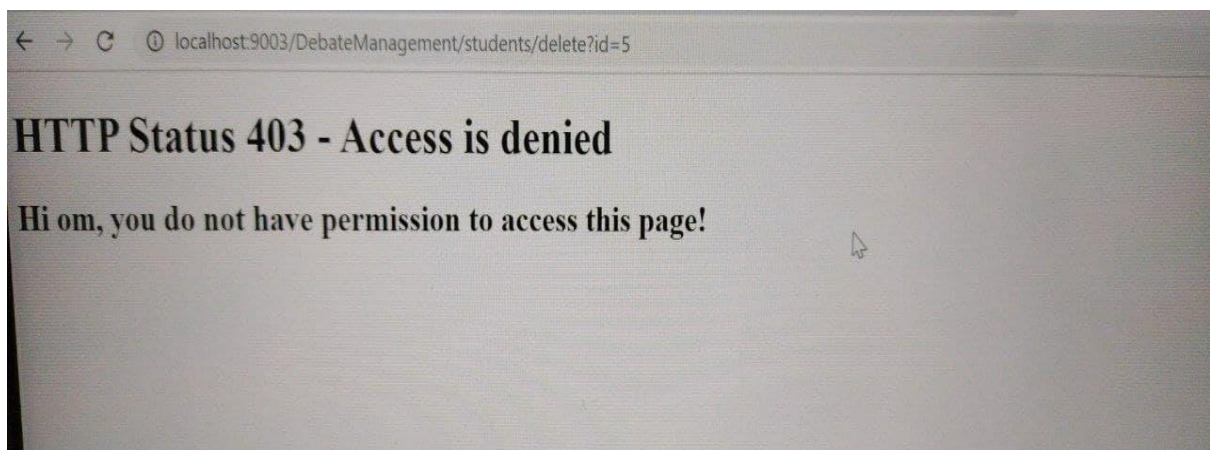 localhost:9003/DebateManagement/students/delete?id=5
HTTP Status 403 - Access is denied
Hi om, you do not have permission to access this page!